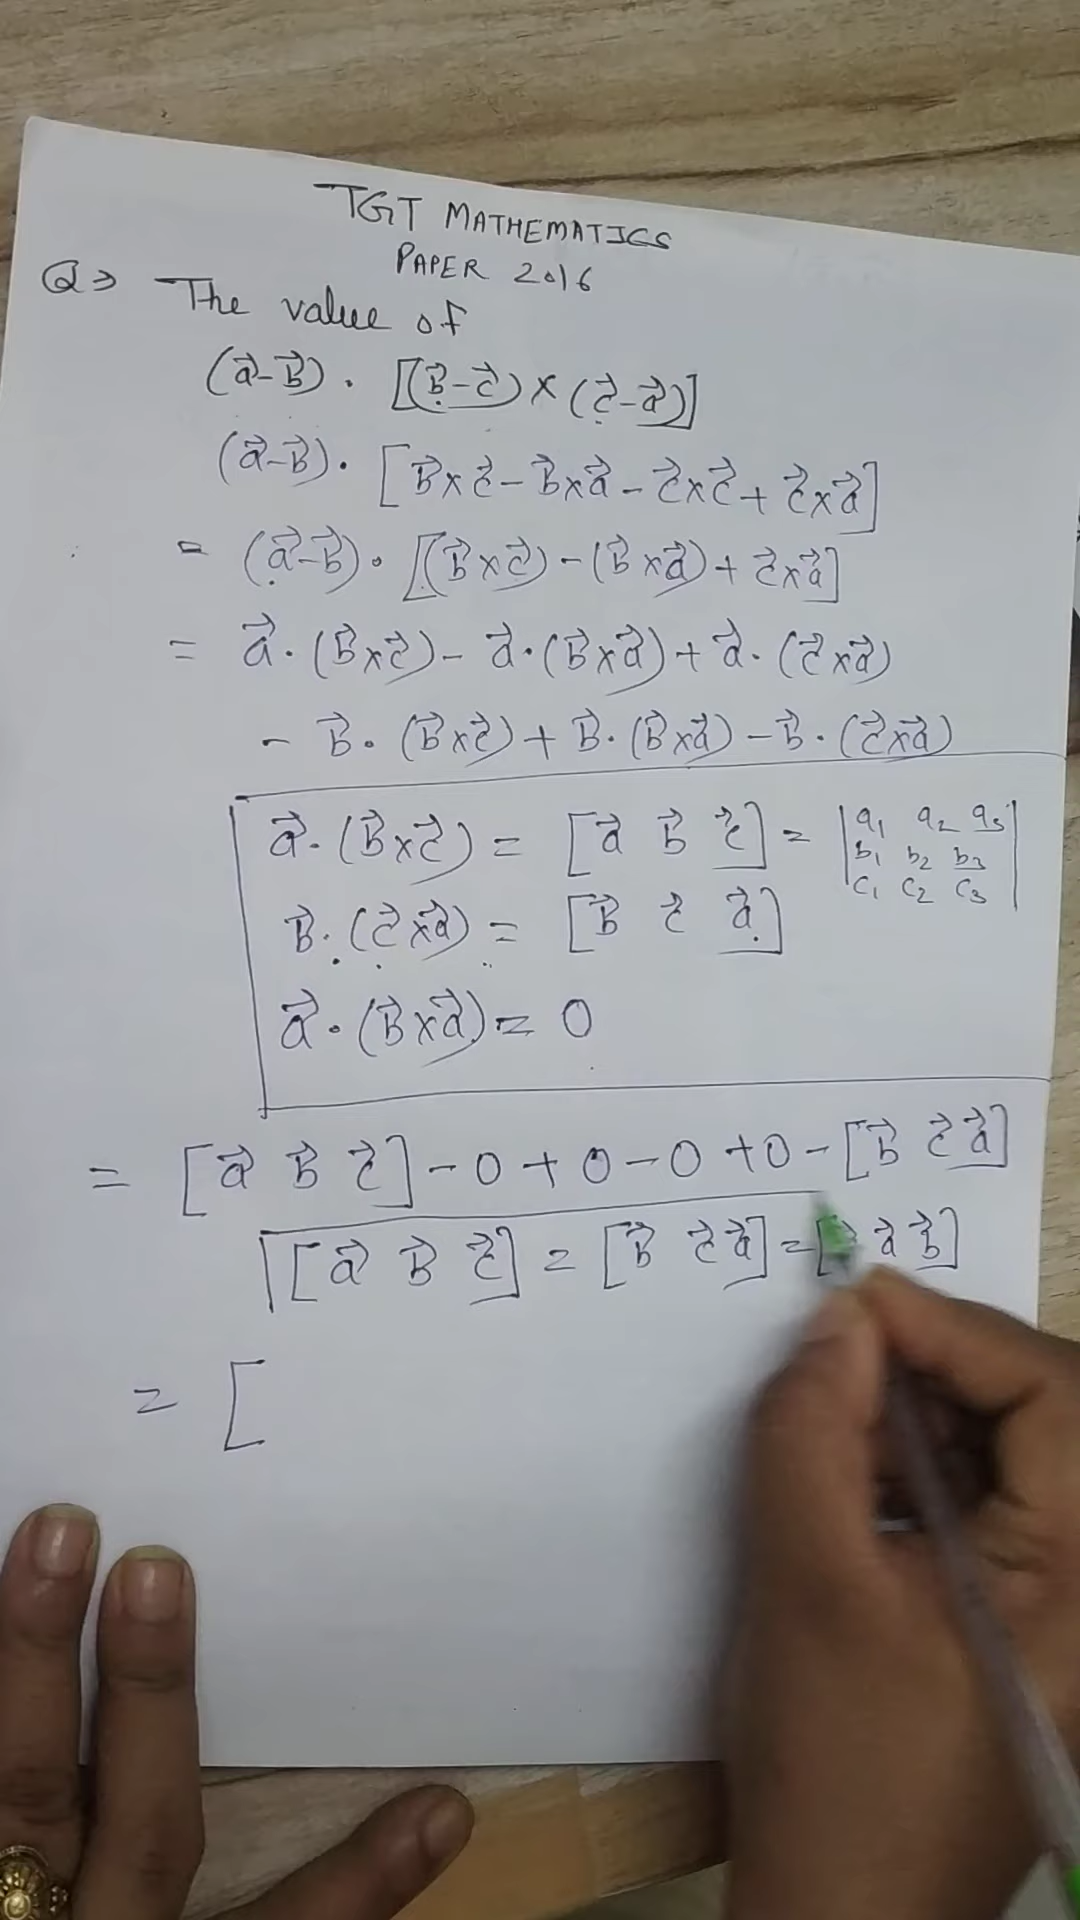 TGT MATHEMATICS
PAPER 2016
Q⇒ The value of
(a⃗-b⃗) . [(b⃗-c⃗)×(c⃗-a⃗)]
(a⃗-b⃗) . [b⃗×c⃗ - b⃗×a⃗ - c⃗×c⃗ + c⃗×a⃗]
= (a⃗-b⃗) . [(b⃗×c⃗) - (b⃗×a⃗) + c⃗×a⃗]
= a⃗ . (b⃗×c⃗) - a⃗ . (b⃗×a⃗) + a⃗ . (c⃗×a⃗)
- b⃗ . (b⃗×c⃗) + b⃗ . (b⃗×a⃗) - b⃗ . (c⃗×a⃗)
a⃗ . (b⃗×c⃗) = [a⃗ b⃗ c⃗] = |a₁ a₂ a₃
b₁ b₂ b₃
c₁ c₂ c₃|
b⃗ . (c⃗×a⃗) = [b⃗ c⃗ a⃗]
a⃗ . (b⃗×a⃗) = 0
= [a⃗ b⃗ c⃗] - 0 + 0 - 0 + 0 - [b⃗ c⃗ a⃗]
[a⃗ b⃗ c⃗] = [b⃗ c⃗ a⃗] = [ a⃗ b⃗]
= [